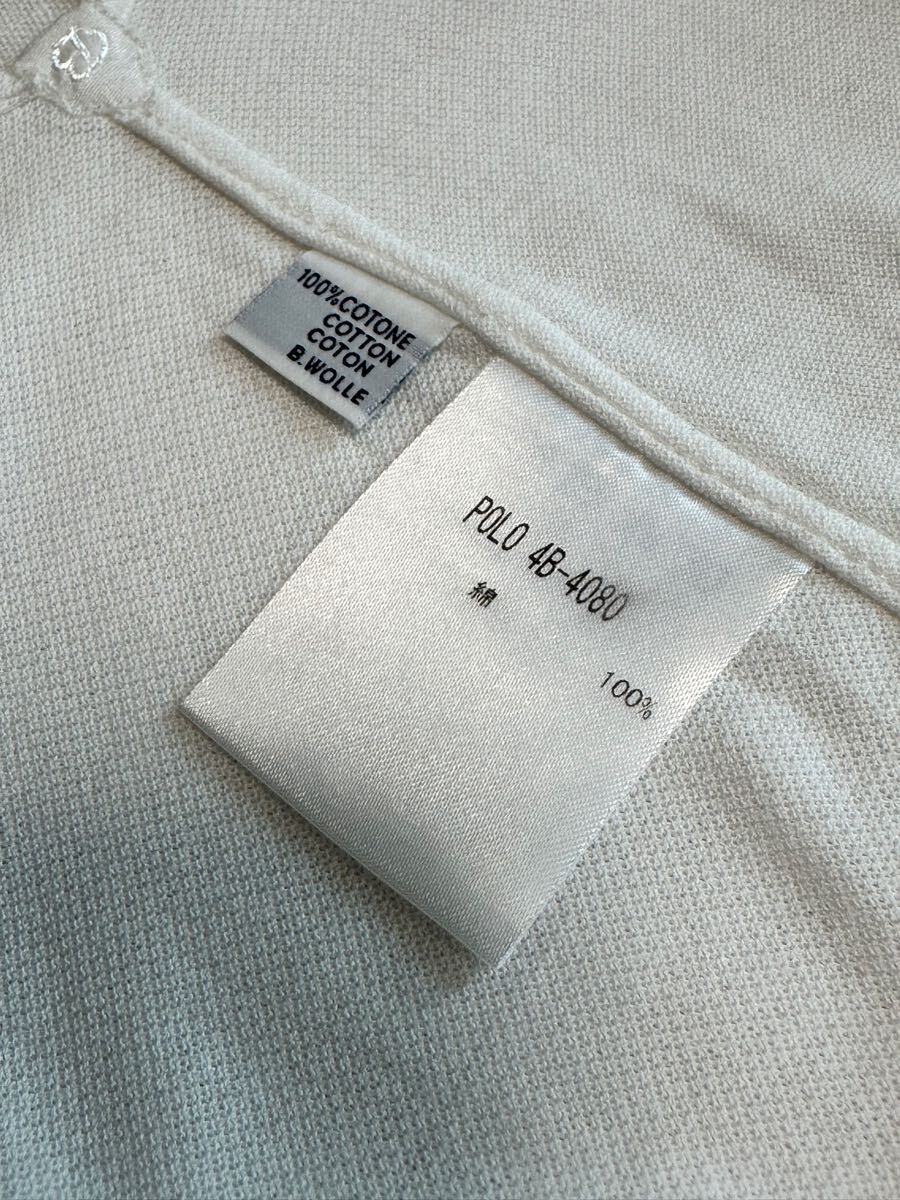 100%COTONE
COTTON
COTON
B.WOLLE
POLO 4B-4080
綿
100%